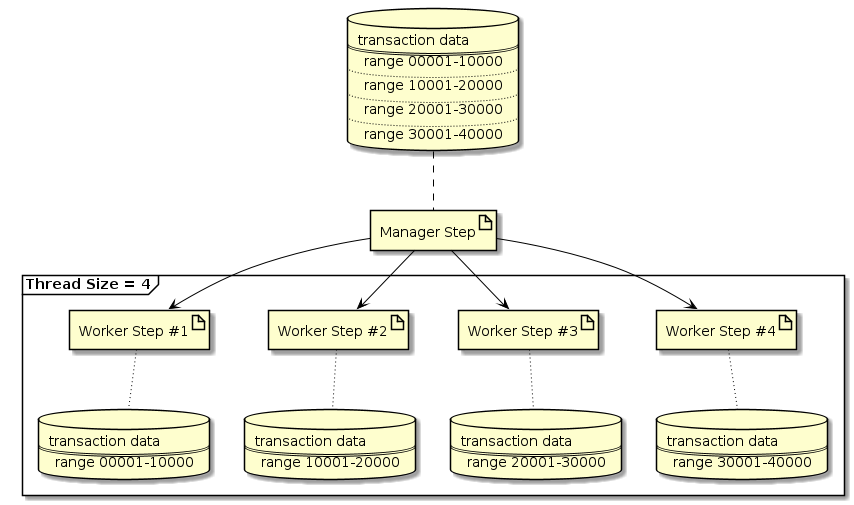 transaction data
range 00001-10000
range 10001-20000
range 20001-30000
range 30001-40000
Manager Step
Thread Size = 4
Worker Step #1
Worker Step #2
Worker Step #3
Worker Step #4
transaction data
range 00001-10000
transaction data
range 10001-20000
transaction data
range 20001-30000
transaction data
range 30001-40000